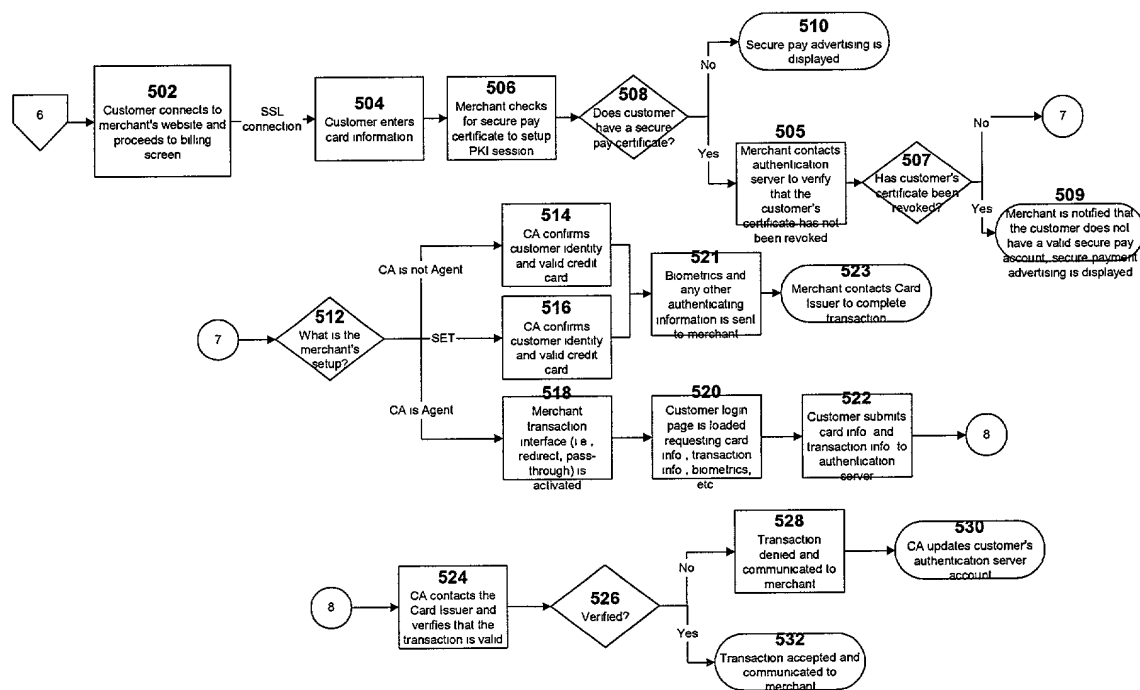 6
502
Customer connects to
merchant's website and
proceeds to billing
screen
SSL
connection
504
Customer enters
card information
506
Merchant checks
for secure pay
certificate to setup
PKI session
508
Does customer
have a secure
pay certificate?
No
510
Secure pay advertising is
displayed
Yes
505
Merchant contacts
authentication
server to verify
that the
customer's
certificate has not
been revoked
507
Has customer's
certificate been
revoked?
No
7
Yes
509
Merchant is notified that
the customer does not
have a valid secure pay
account, secure payment
advertising is displayed
7
512
What is the
merchant's
setup?
CA is not Agent
514
CA confirms
customer identity
and valid credit
card
SET
516
CA confirms
customer identity
and valid credit
card
521
Biometrics and
any other
authenticating
information is sent
to merchant
523
Merchant contacts Card
Issuer to complete
transaction
CA is Agent
518
Merchant
transaction
interface (i e ,
redirect, pass-
through) is
activated
520
Customer login
page is loaded
requesting card
info , transaction
info , biometrics,
etc
522
Customer submits
card info and
transaction info to
authentication
server
8
8
524
CA contacts the
Card Issuer and
verifies that the
transaction is valid
526
Verified?
No
528
Transaction
denied and
communicated to
merchant
530
CA updates customer's
authentication server
account
Yes
532
Transaction accepted and
communicated to
merchant